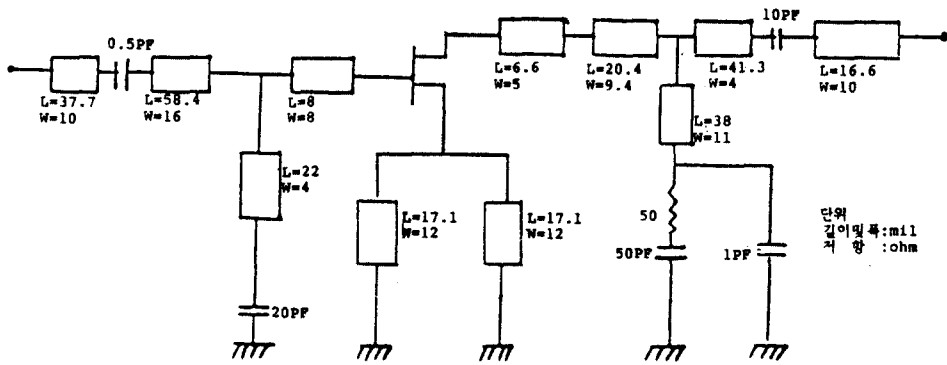 0.5PF
L=37.7
W=10
L=58.4
W=16
L=8
W=8
L=22
W=4
20PF
L=17.1
W=12
L=17.1
W=12
L=6.6
W=5
L=20.4
W=9.4
L=41.3
W=4
10PF
L=16.6
W=10
L=38
W=11
50
50PF
1PF
단위
길이및폭:mil
저 항 :ohm